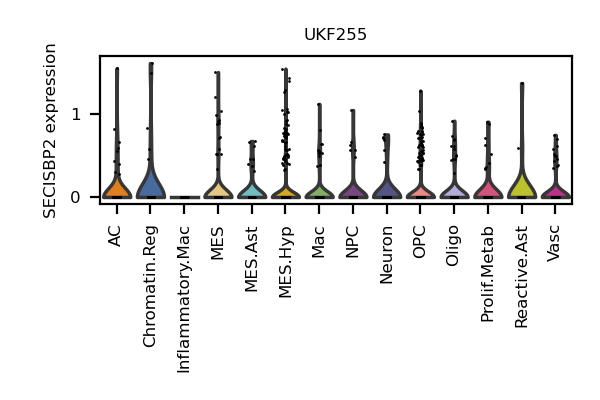 UKF255
SECISBP2 expression
1
0
AC
Chromatin.Reg
Inflammatory.Mac
MES
MES.Ast
MES.Hyp
Mac
NPC
Neuron
OPC
Oligo
Prolif.Metab
Reactive.Ast
Vasc